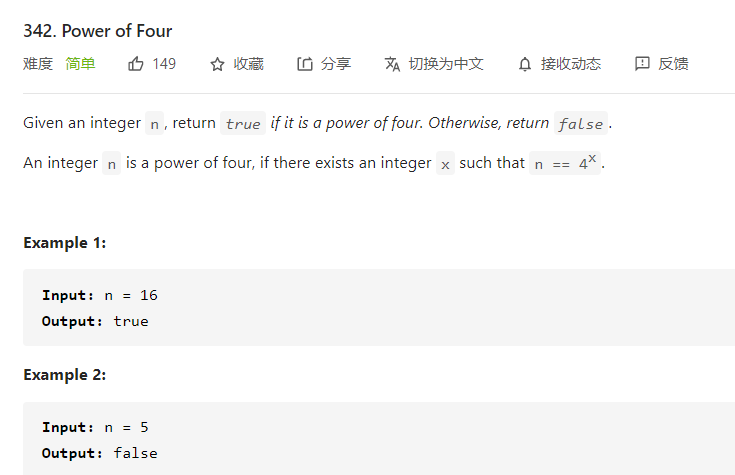 342. Power of Four
难度 简单 149 收藏 分享 切换为中文 接收动态 反馈
Given an integer n, return true if it is a power of four. Otherwise, return false.
An integer n is a power of four, if there exists an integer x such that n == 4^x.
Example 1:
Input: n = 16
Output: true
Example 2:
Input: n = 5
Output: false